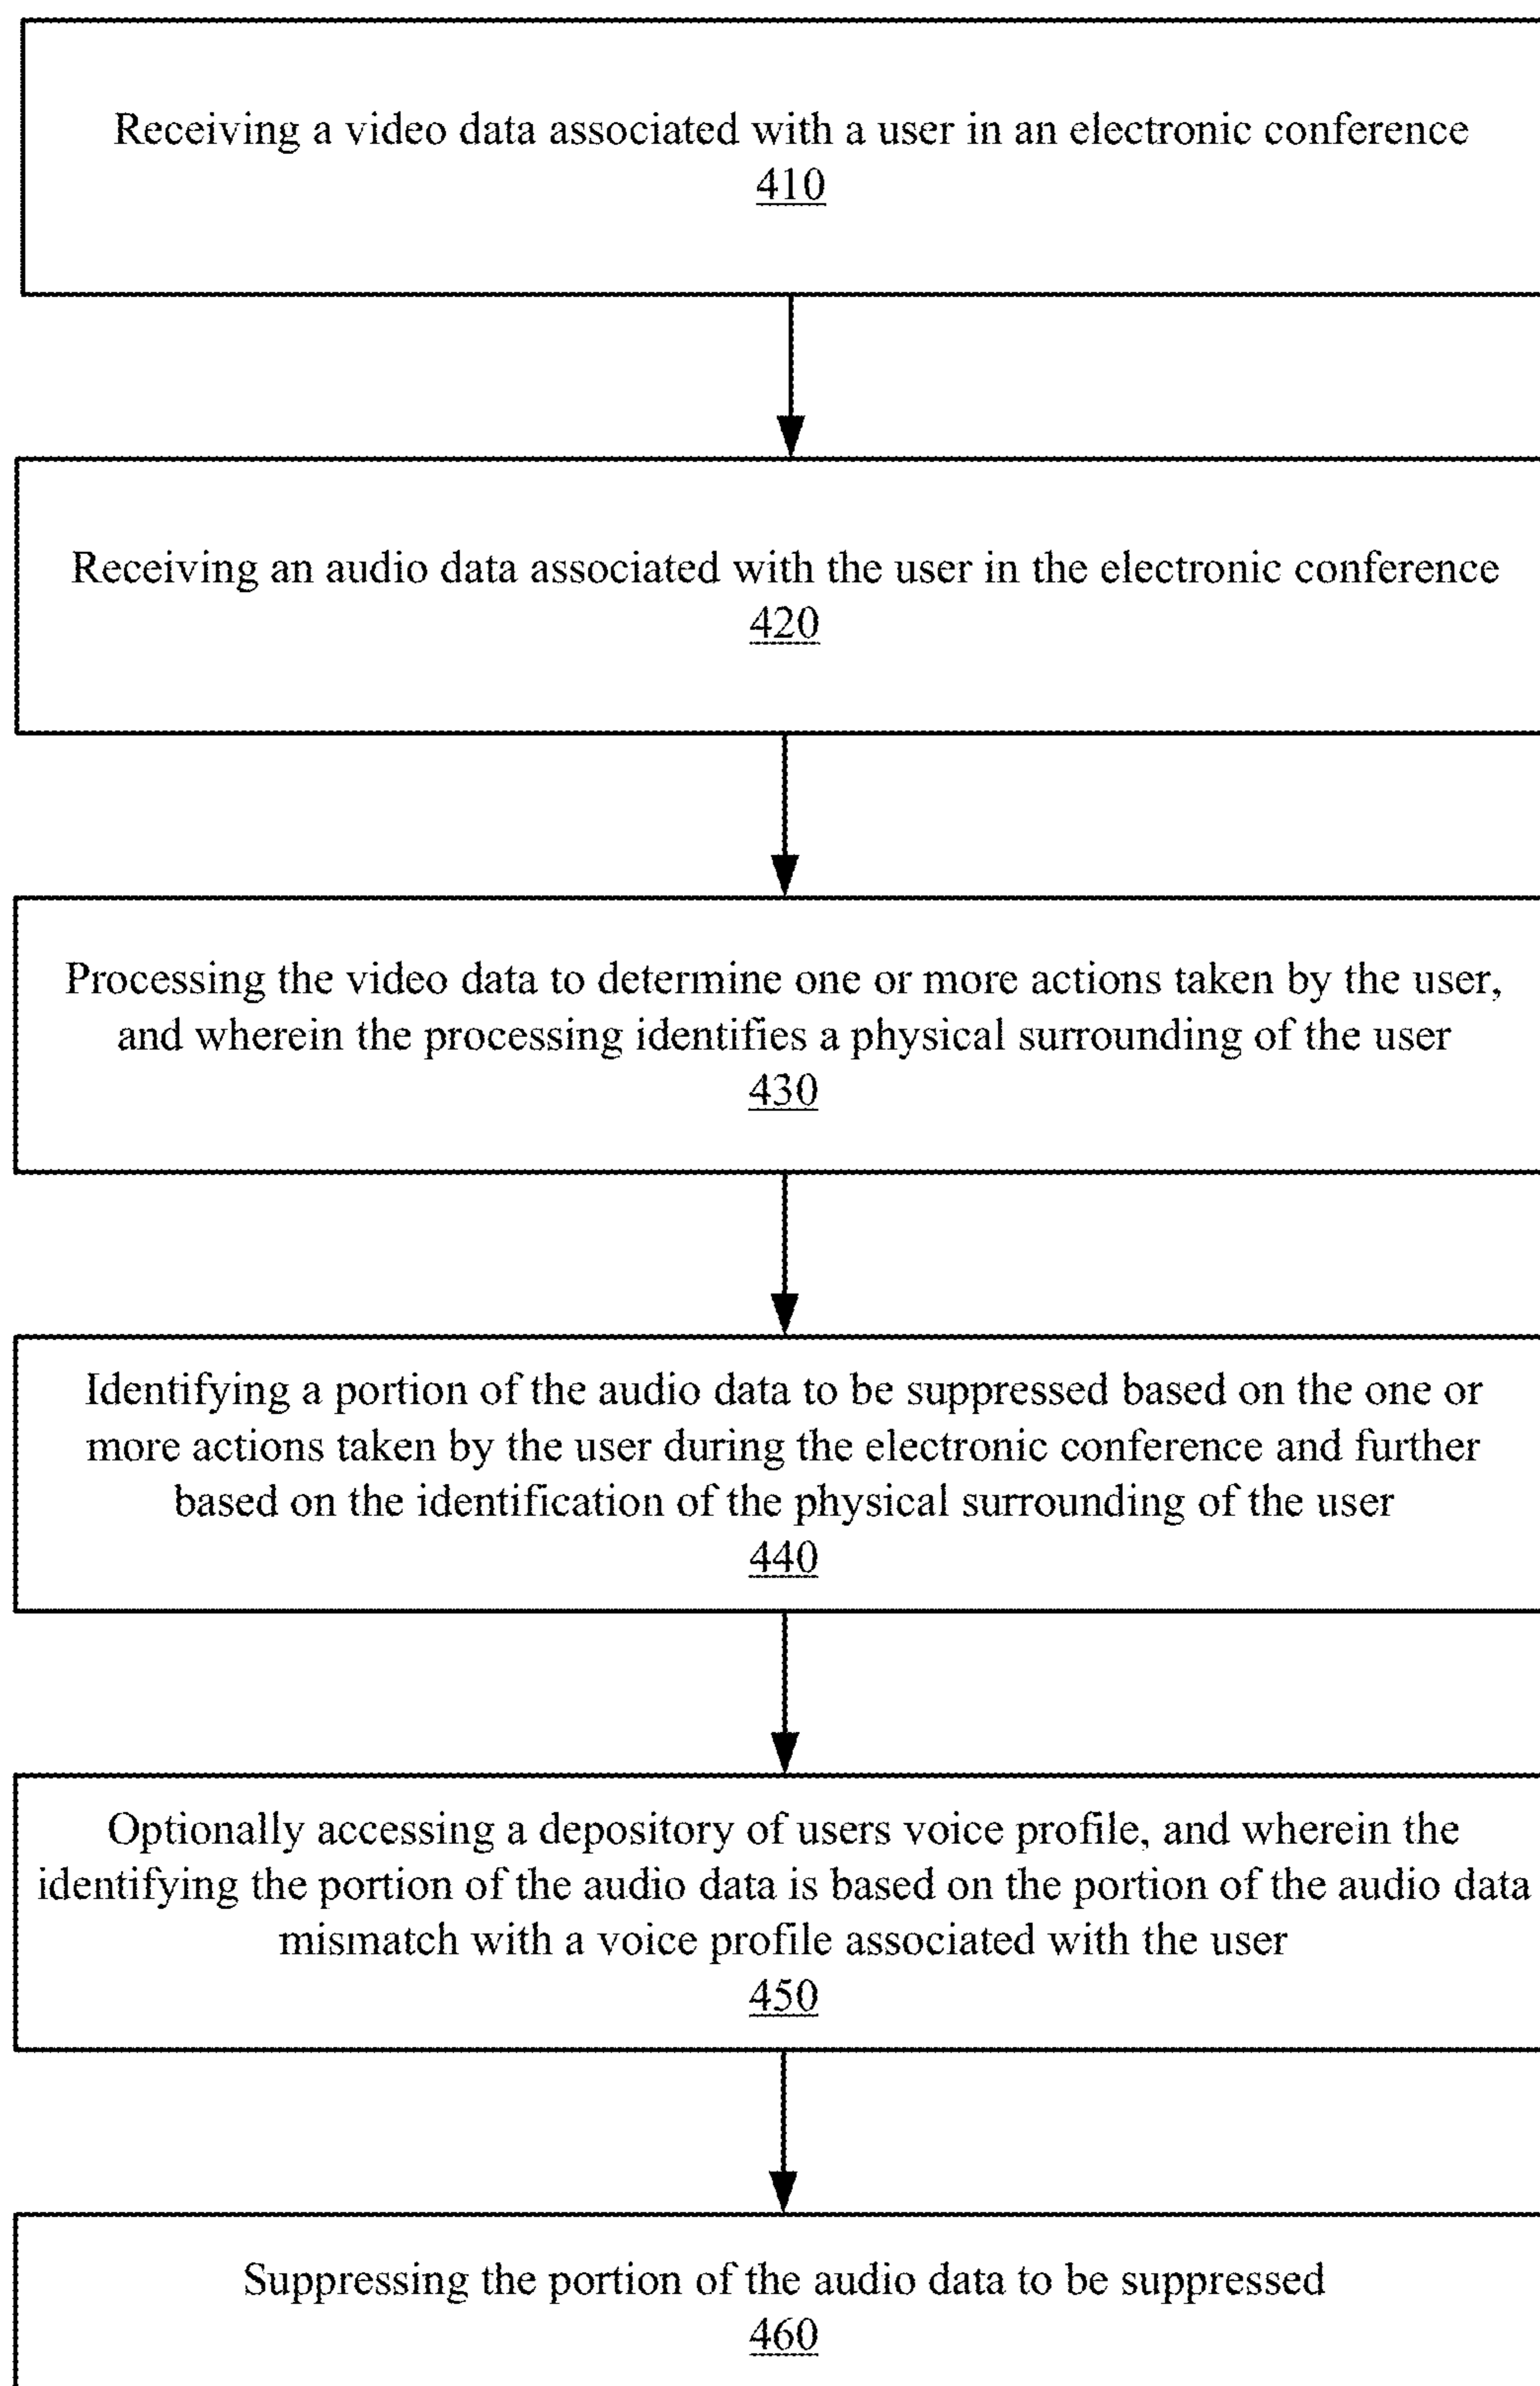 Receiving a video data associated with a user in an electronic conference
410
Receiving an audio data associated with the user in the electronic conference
420
Processing the video data to determine one or more actions taken by the user,
and wherein the processing identifies a physical surrounding of the user
430
Identifying a portion of the audio data to be suppressed based on the one or
more actions taken by the user during the electronic conference and further
based on the identification of the physical surrounding of the user
440
Optionally accessing a depository of users voice profile, and wherein the
identifying the portion of the audio data is based on the portion of the audio data
mismatch with a voice profile associated with the user
450
Suppressing the portion of the audio data to be suppressed
460